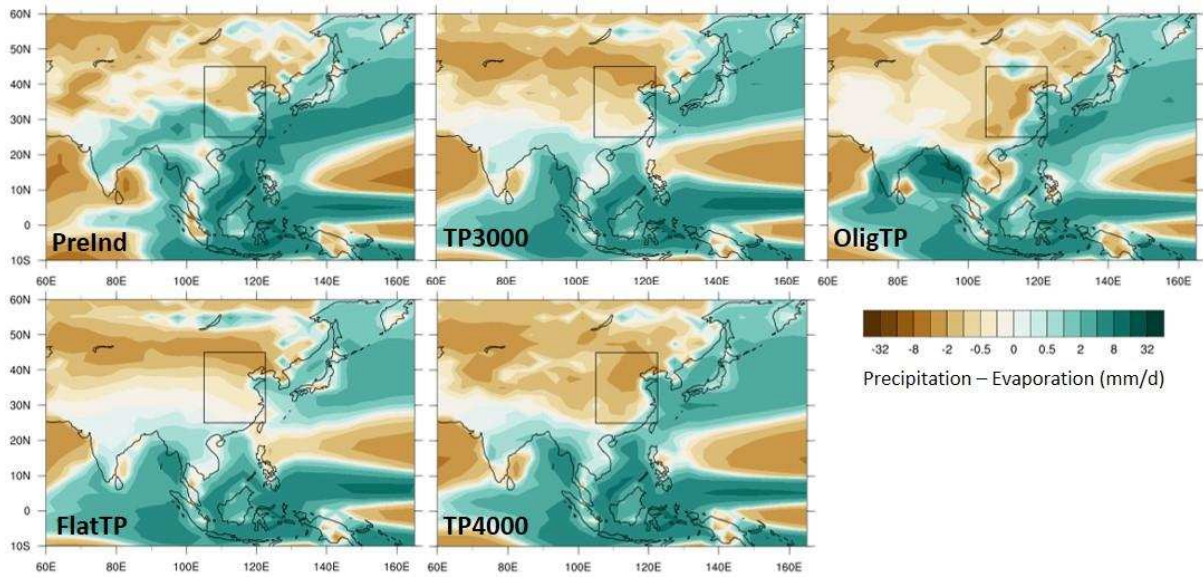 60N
50N
40N
30N
20N
10N
0
10S
PreInd
TP3000
OligTP
60E 80E 100E 120E 140E 160E
60E 80E 100E 120E 140E 160E
60E 80E 100E 120E 140E 160E
60N
50N
40N
30N
20N
10N
0
10S
FlatTP
TP4000
60E 80E 100E 120E 140E 160E
60E 80E 100E 120E 140E 160E
-32 -8 -2 -0.5 0 0.5 2 8 32
Precipitation – Evaporation (mm/d)